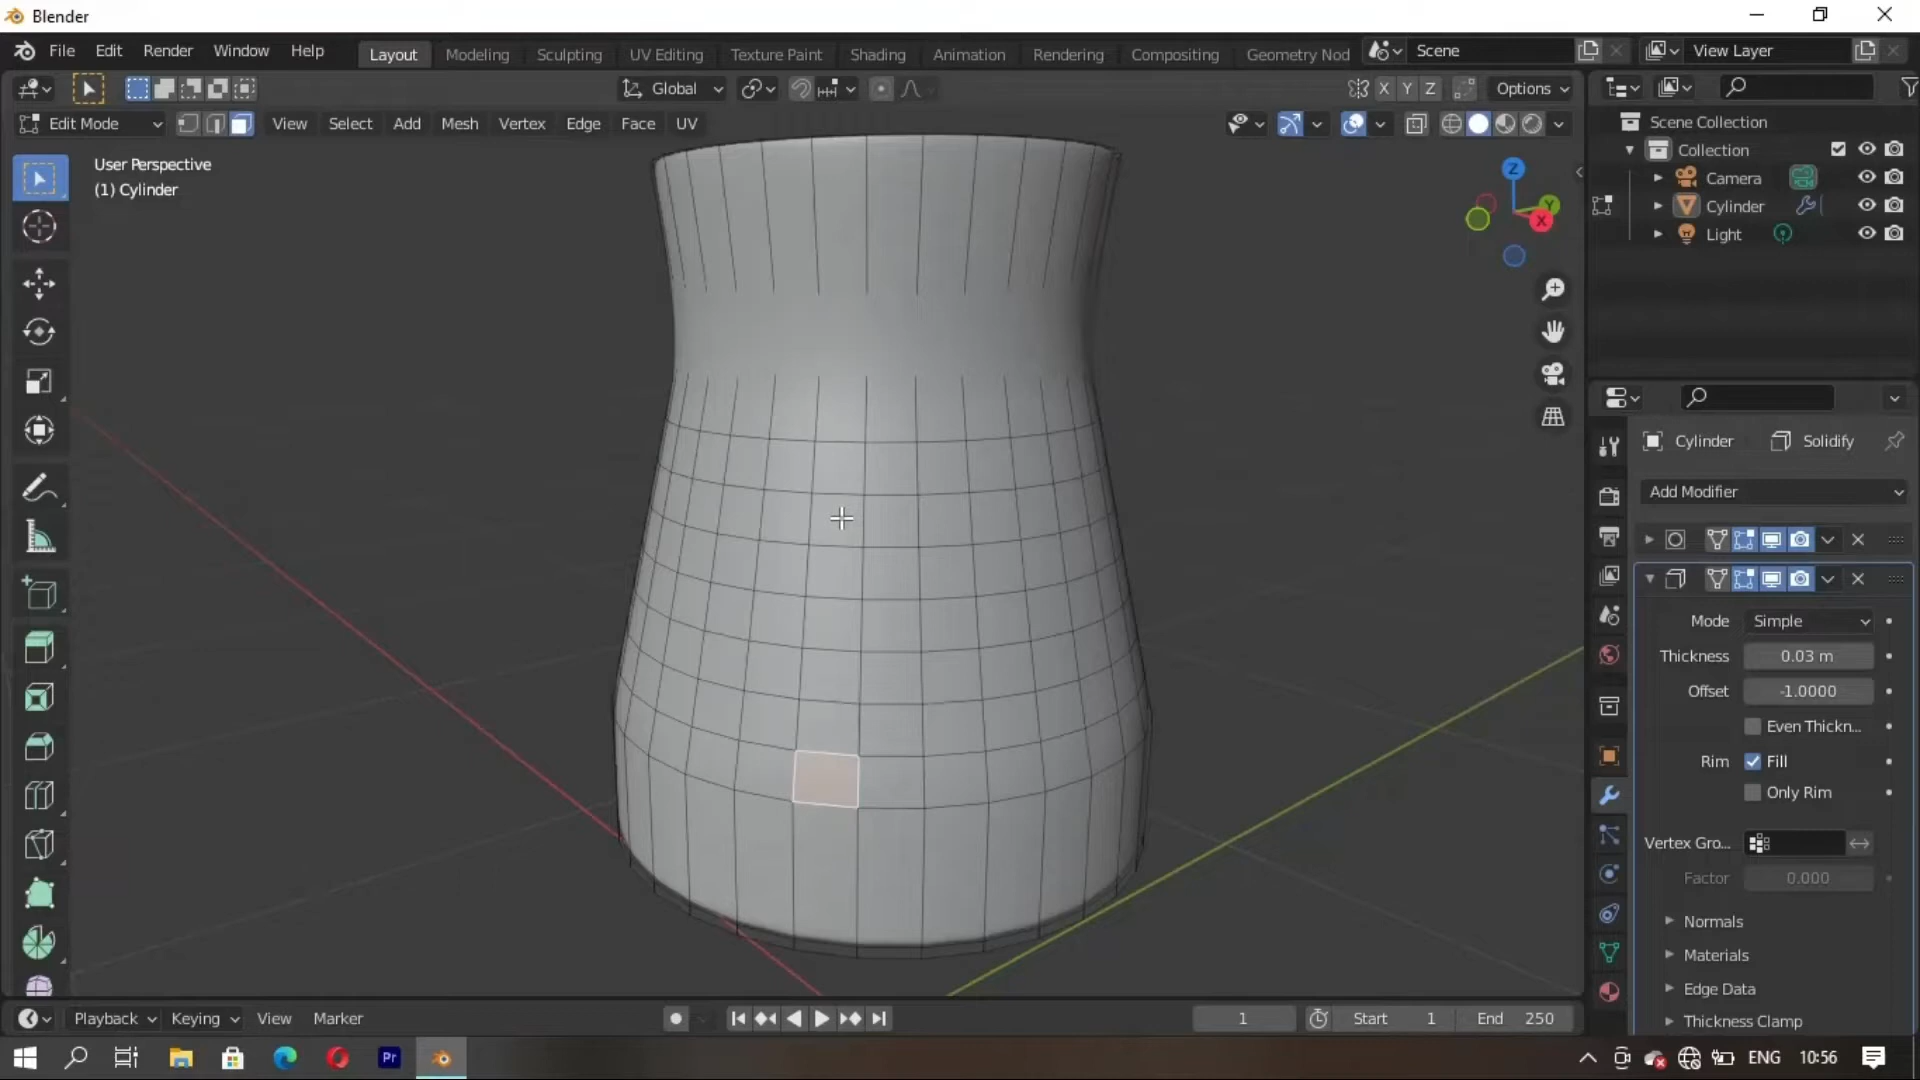 Blender
File Edit Render Window Help Layout Modeling Sculpting UV Editing Texture Paint Shading Animation Rendering Compositing Geometry Nod Scene View Layer
Global X Y Z Options
Edit Mode View Select Add Mesh Vertex Edge Face UV
Scene Collection
Collection
Camera
Cylinder
Light
User Perspective
(1) Cylinder
Z
Y
X
Cylinder Solidify
Add Modifier
Mode Simple
Thickness 0.03 m
Offset -1.0000
Even Thickn...
Rim Fill
Only Rim
Vertex Gro...
Factor 0.000
Normals
Materials
Edge Data
Thickness Clamp
Playback Keying View Marker 1 Start 1 End 250
Pr ENG 10:56